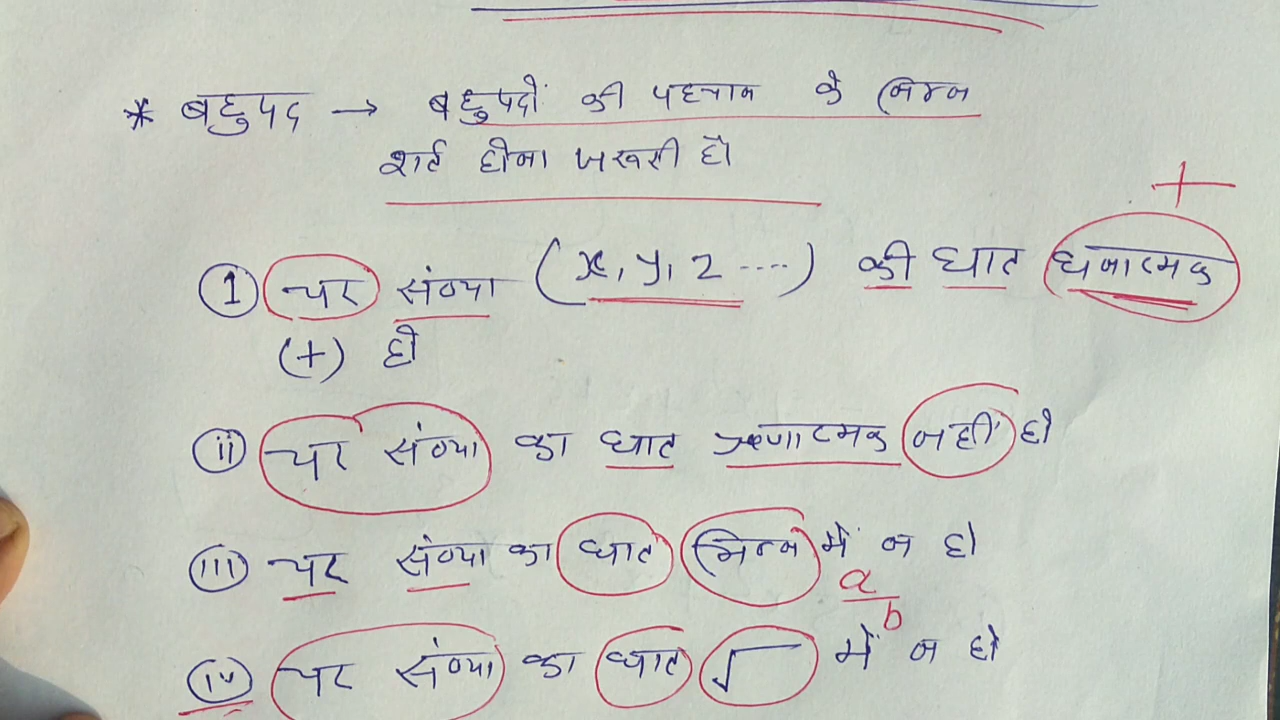 * बहुपद → बहुपदों की पहचान के निम्न
शर्त होना जरूरी है।
① चर संख्या (x, y, z ----) की घात धनात्मक
+
(+) हो
ⅱ चर संख्या का घात ऋणात्मक नहीं हो
ⅲ चर संख्या का घात भिन्न में न हो
a/b
ⅳ चर संख्या का घात √ में न हो